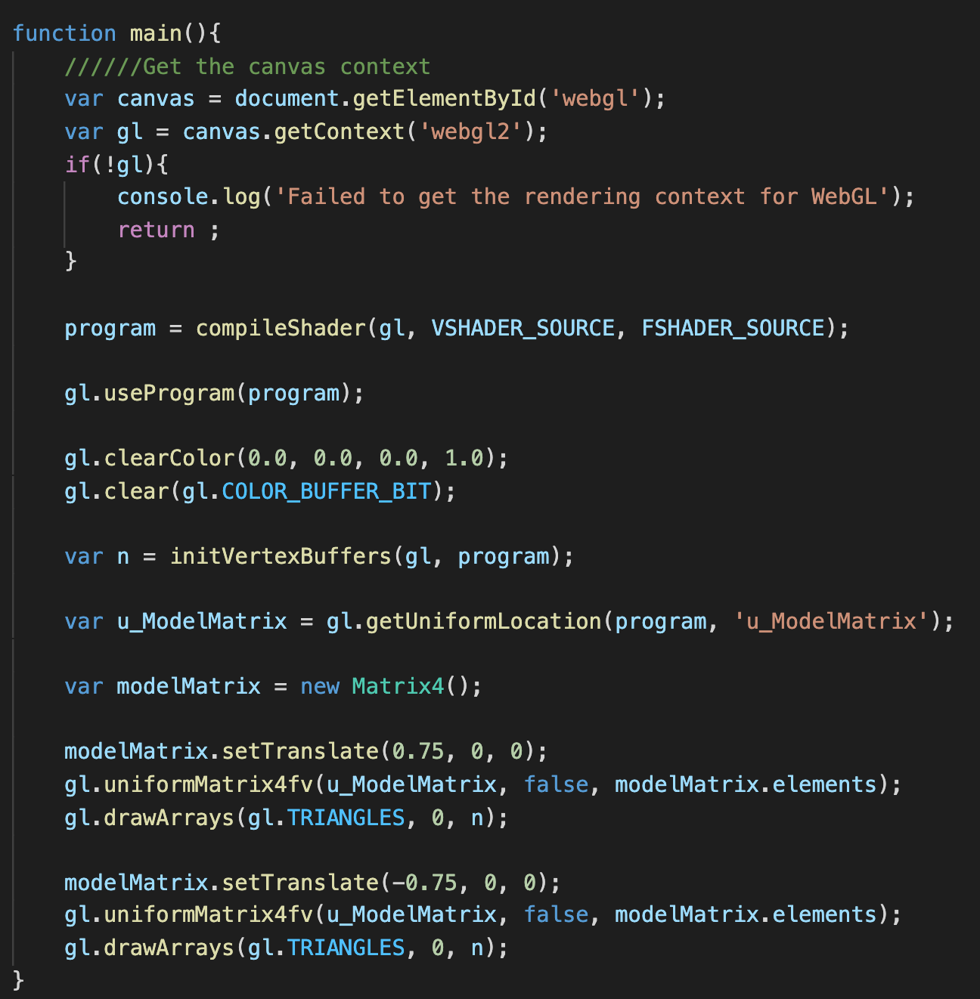 function main(){
    //////Get the canvas context
    var canvas = document.getElementById('webgl');
    var gl = canvas.getContext('webgl2');
    if(!gl){
        console.log('Failed to get the rendering context for WebGL');
        return ;
    }

    program = compileShader(gl, VSHADER_SOURCE, FSHADER_SOURCE);

    gl.useProgram(program);

    gl.clearColor(0.0, 0.0, 0.0, 1.0);
    gl.clear(gl.COLOR_BUFFER_BIT);

    var n = initVertexBuffers(gl, program);

    var u_ModelMatrix = gl.getUniformLocation(program, 'u_ModelMatrix');

    var modelMatrix = new Matrix4();

    modelMatrix.setTranslate(0.75, 0, 0);
    gl.uniformMatrix4fv(u_ModelMatrix, false, modelMatrix.elements);
    gl.drawArrays(gl.TRIANGLES, 0, n);

    modelMatrix.setTranslate(-0.75, 0, 0);
    gl.uniformMatrix4fv(u_ModelMatrix, false, modelMatrix.elements);
    gl.drawArrays(gl.TRIANGLES, 0, n);
}